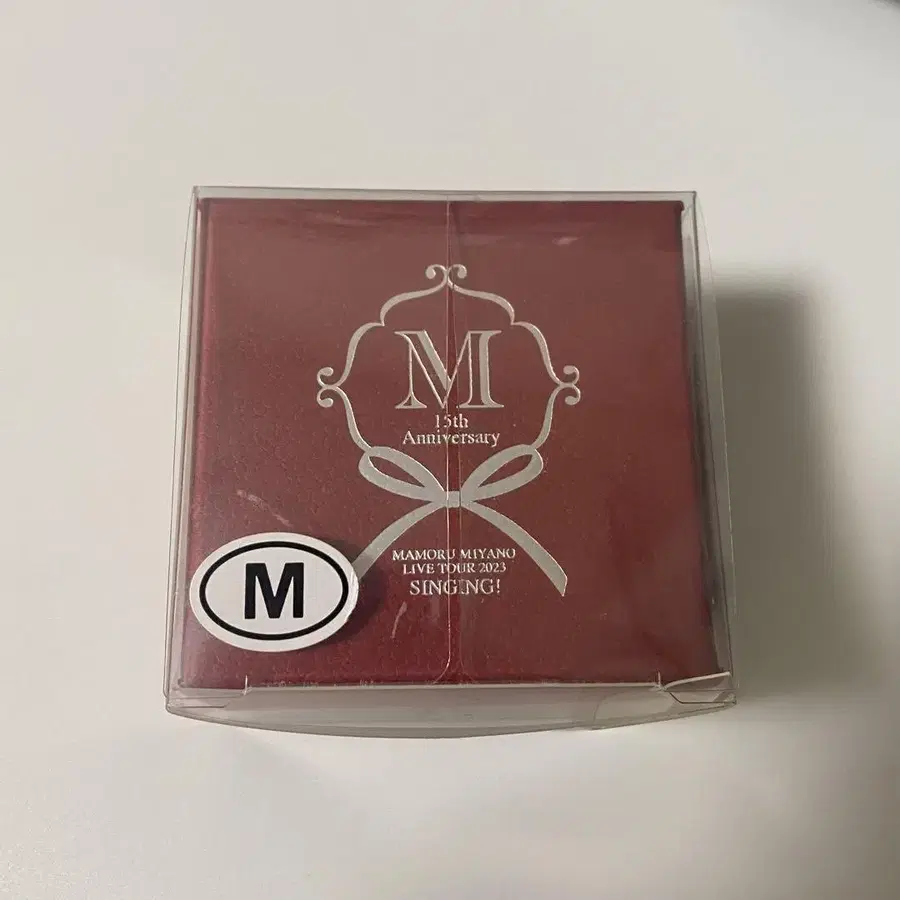 M
15th
Anniversary
MAMORU MIYANO
LIVE TOUR 2023
SINGING!
M